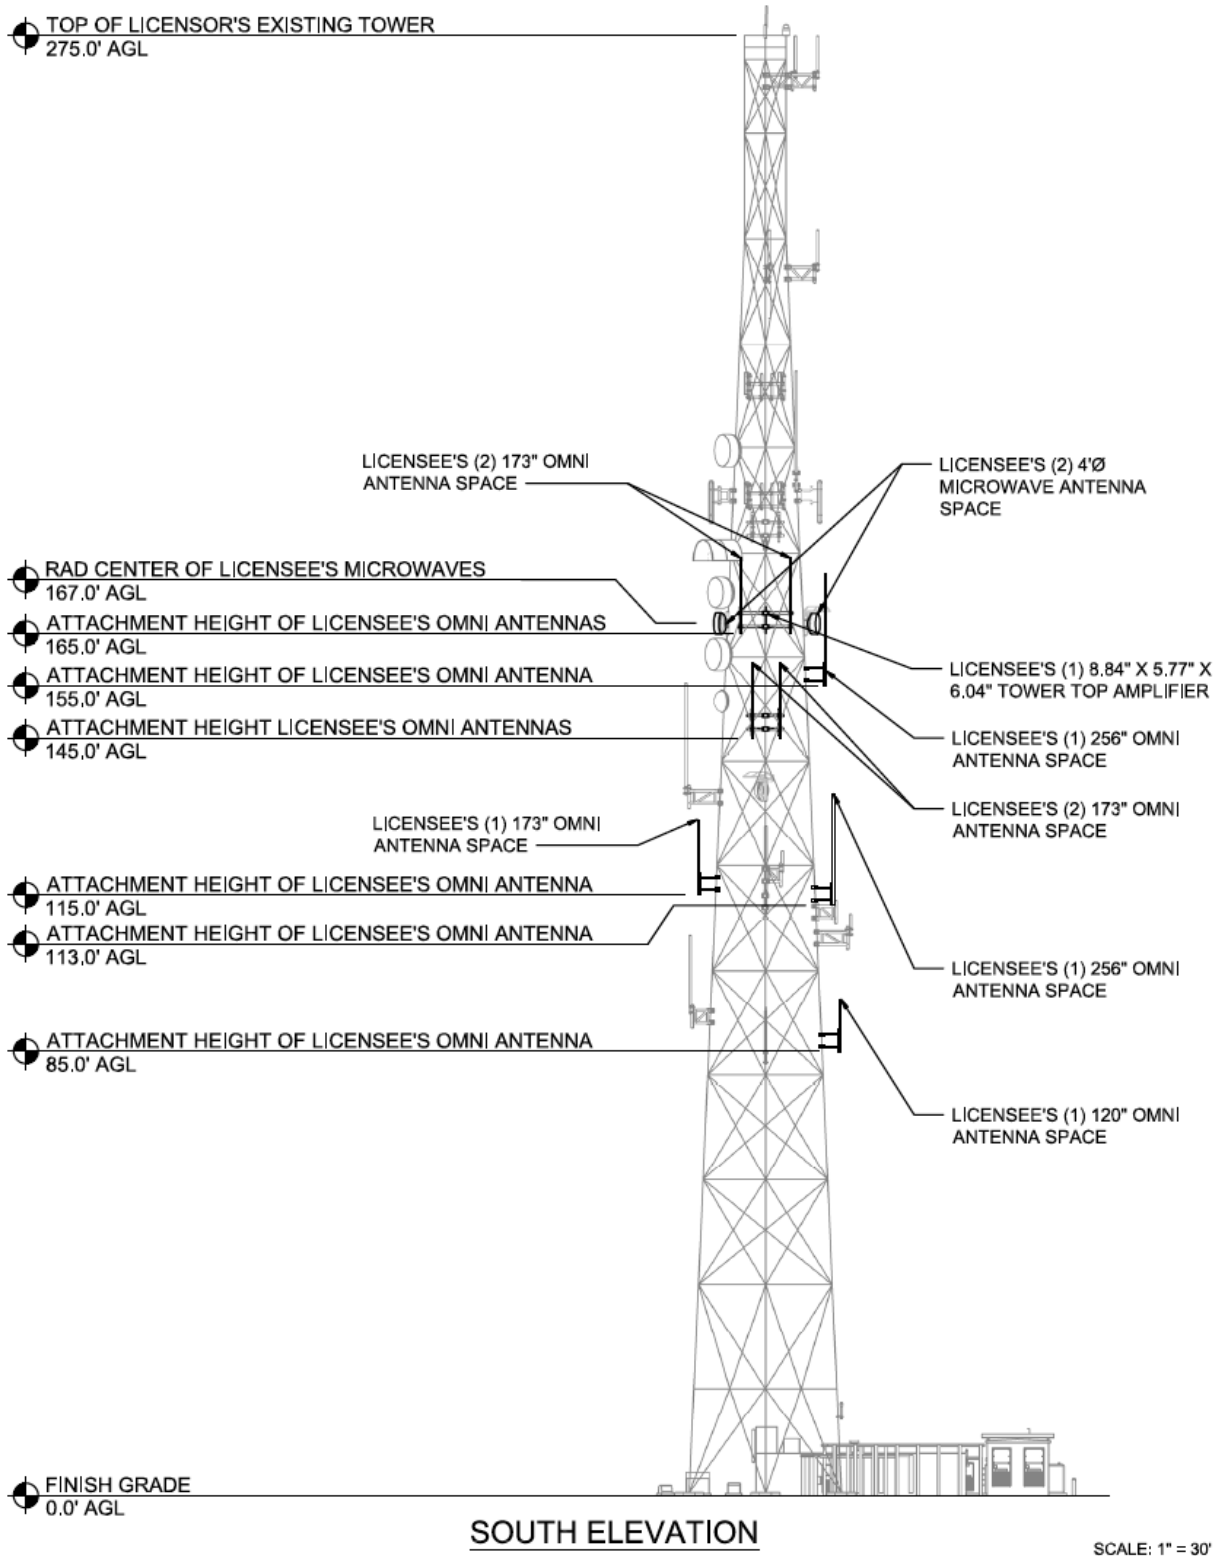 TOP OF LICENSOR'S EXISTING TOWER
275.0' AGL
LICENSEE'S (2) 173" OMNI
ANTENNA SPACE
LICENSEE'S (2) 4'Ø
MICROWAVE ANTENNA
SPACE
RAD CENTER OF LICENSEE'S MICROWAVES
167.0' AGL
ATTACHMENT HEIGHT OF LICENSEE'S OMNI ANTENNAS
165.0' AGL
ATTACHMENT HEIGHT OF LICENSEE'S OMNI ANTENNA
155.0' AGL
LICENSEE'S (1) 8.84" X 5.77" X
6.04" TOWER TOP AMPLIFIER
ATTACHMENT HEIGHT LICENSEE'S OMNI ANTENNAS
145.0' AGL
LICENSEE'S (1) 256" OMNI
ANTENNA SPACE
LICENSEE'S (2) 173" OMNI
ANTENNA SPACE
LICENSEE'S (1) 173" OMNI
ANTENNA SPACE
ATTACHMENT HEIGHT OF LICENSEE'S OMNI ANTENNA
115.0' AGL
ATTACHMENT HEIGHT OF LICENSEE'S OMNI ANTENNA
113.0' AGL
LICENSEE'S (1) 256" OMNI
ANTENNA SPACE
ATTACHMENT HEIGHT OF LICENSEE'S OMNI ANTENNA
85.0' AGL
LICENSEE'S (1) 120" OMNI
ANTENNA SPACE
FINISH GRADE
0.0' AGL
SOUTH ELEVATION
SCALE: 1" = 30'